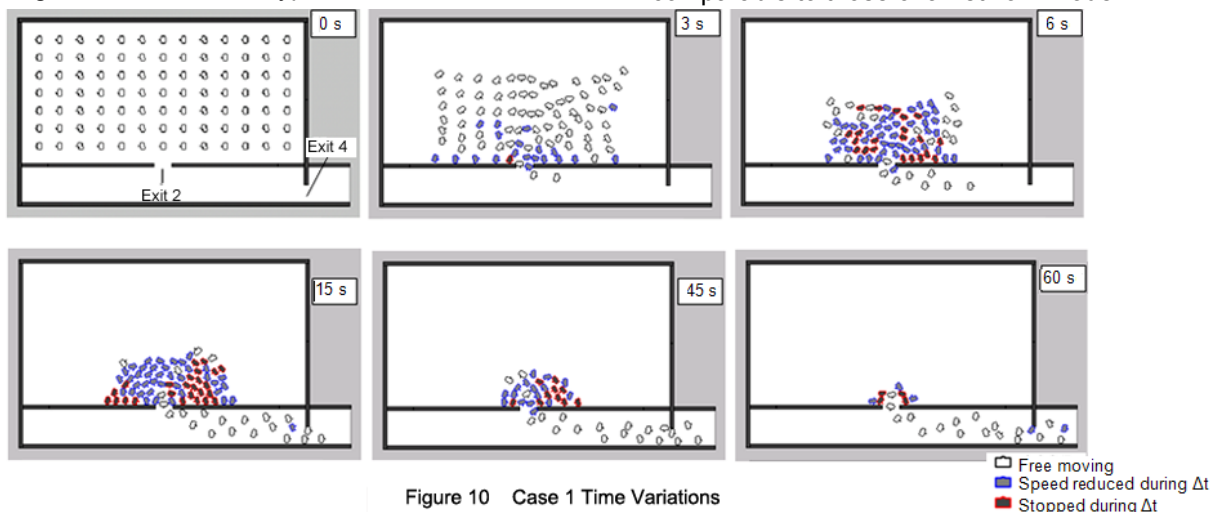 0 s
3 s
6 s
Exit 4
Exit 2
15 s
45 s
60 s
Free moving
Speed reduced during Δt
Stopped during Δt
Figure 10 Case 1 Time Variations